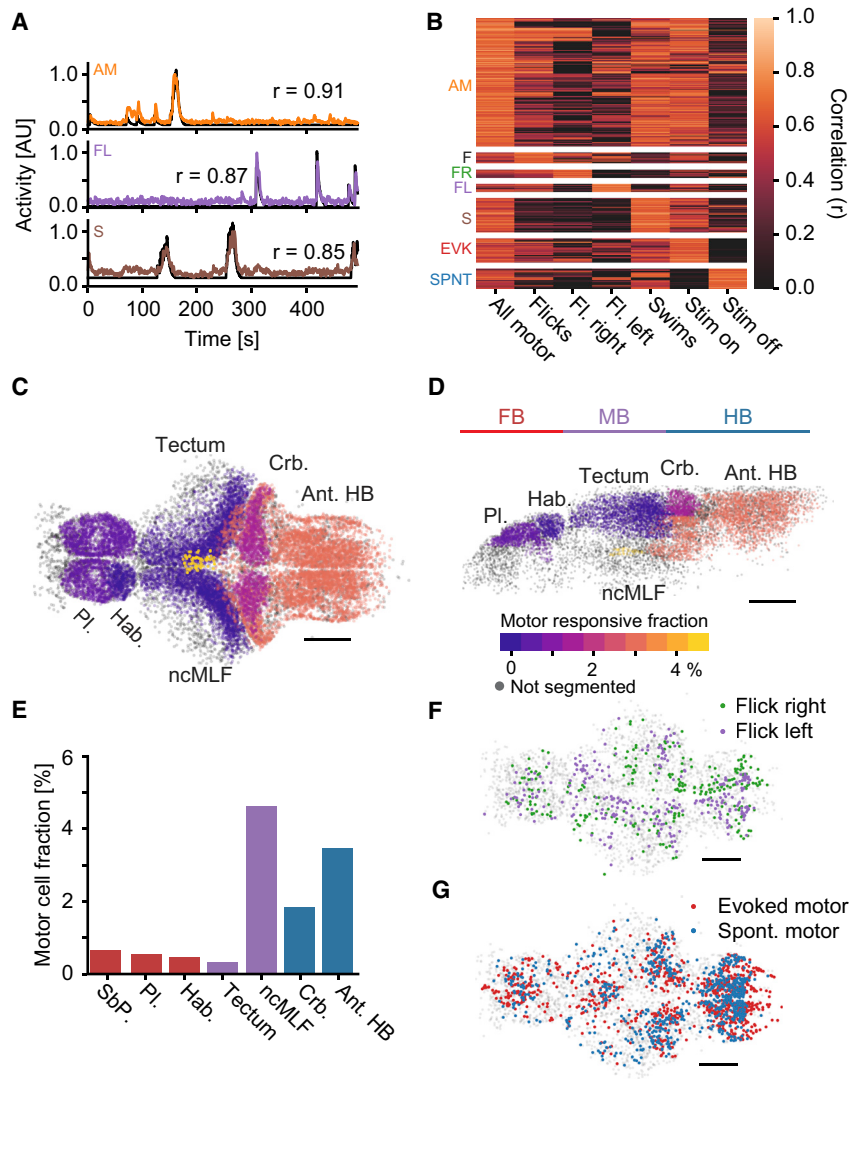 A
Activity [AU]
1.0
0.0
AM
r = 0.91
1.0
0.0
FL
r = 0.87
1.0
0.0
S
r = 0.85
0 100 200 300 400
Time [s]
B
AM
F
FR
FL
S
EVK
SPNT
All motor
Flicks
Fl. right
Fl. left
Swims
Stim on
Stim off
1.0
0.8
0.6
0.4
0.2
0.0
Correlation (r)
C
Tectum
Crb.
Ant. HB
Pl.
Hab.
ncMLF
D
FB MB HB
Pl.
Hab.
Tectum
Crb.
Ant. HB
ncMLF
Motor responsive fraction
0 2 4 %
Not segmented
E
Motor cell fraction [%]
6
4
2
0
SbP.
Pl.
Hab.
Tectum
ncMLF
Crb.
Ant. HB
F
Flick right
Flick left
G
Evoked motor
Spont. motor